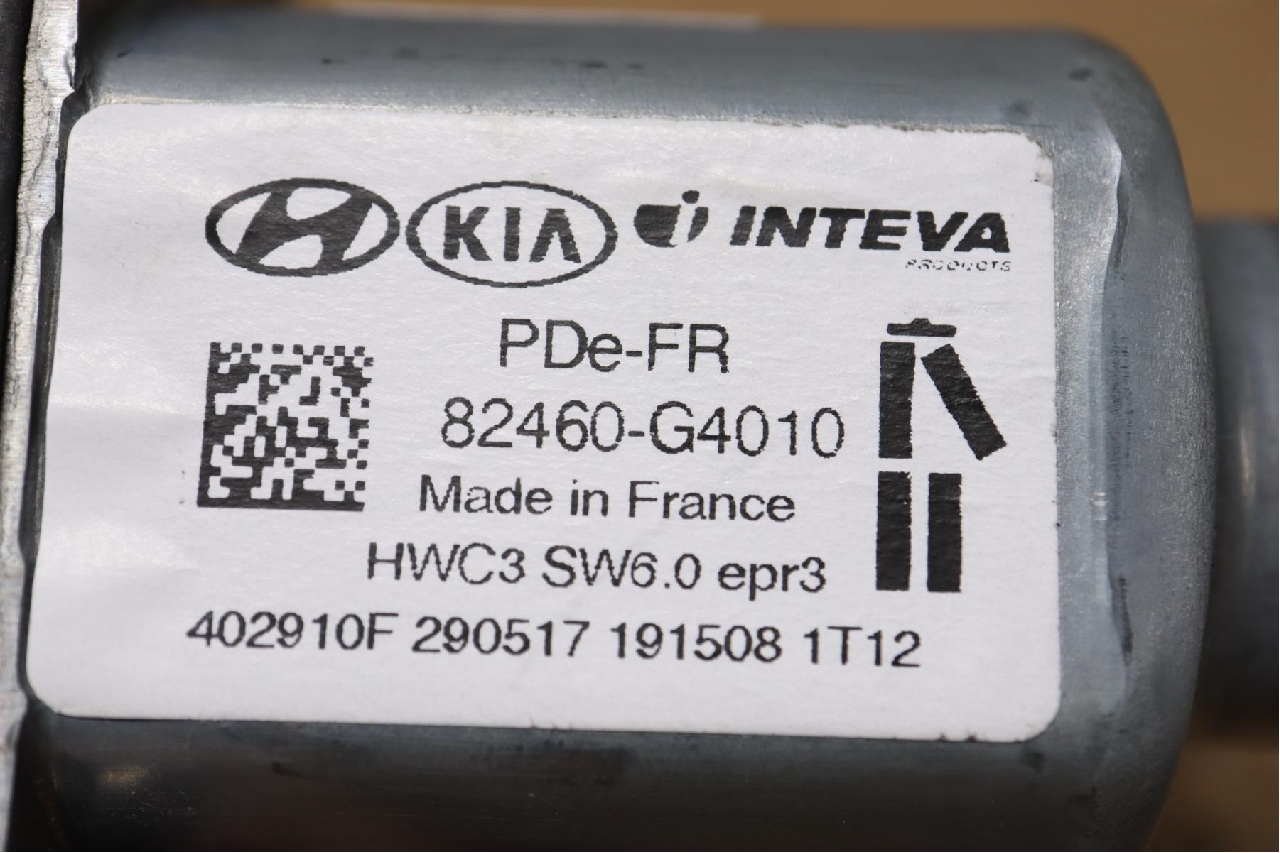 KIA INTEVA
PRODUCTS
PDe-FR
82460-G4010
Made in France
HWC3 SW6.0 epr3
402910F 290517 191508 1T12